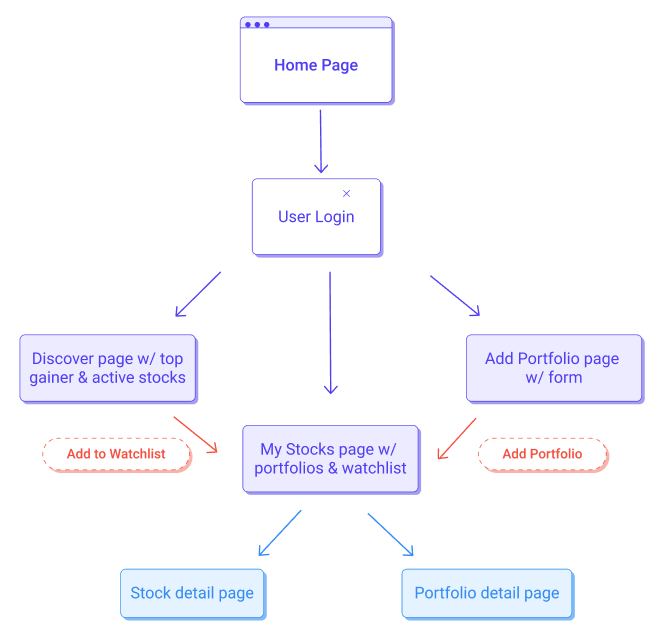 Home Page
User Login
Discover page w/ top
gainer & active stocks
Add Portfolio page
w/ form
Add to Watchlist
My Stocks page w/
portfolios & watchlist
Add Portfolio
Stock detail page
Portfolio detail page